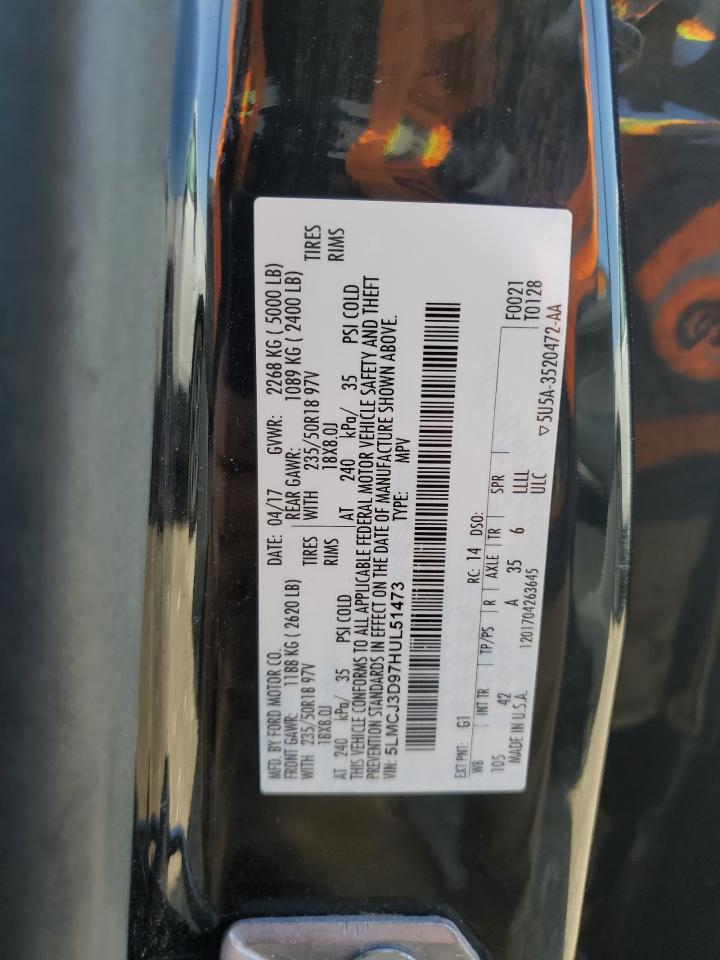 MFD. BY FORD MOTOR CO. DATE: 04/17 GVWR: 2268 KG ( 5000 LB)
FRONT GAWR: 1188 KG ( 2620 LB) REAR GAWR: 1089 KG ( 2400 LB)
WITH 235/50R18 97V TIRES WITH 235/50R18 97V TIRES
18X8.0J RIMS 18X8.0J RIMS
AT 240 kPa/ 35 PSI COLD AT 240 kPa/ 35 PSI COLD
THIS VEHICLE CONFORMS TO ALL APPLICABLE FEDERAL MOTOR VEHICLE SAFETY AND THEFT
PREVENTION STANDARDS IN EFFECT ON THE DATE OF MANUFACTURE SHOWN ABOVE.
VIN: 5LMCJ3D97HUL51473 TYPE: MPV
EXT PNT: G1 RC: 14 DSO: F0021
WB INT TR TP/PS R AXLE TR SPR T0128
105 42 A 35 6 LLLL
MADE IN U.S.A. 1201704263645 ULC ▽ 5U5A-3520472-AA